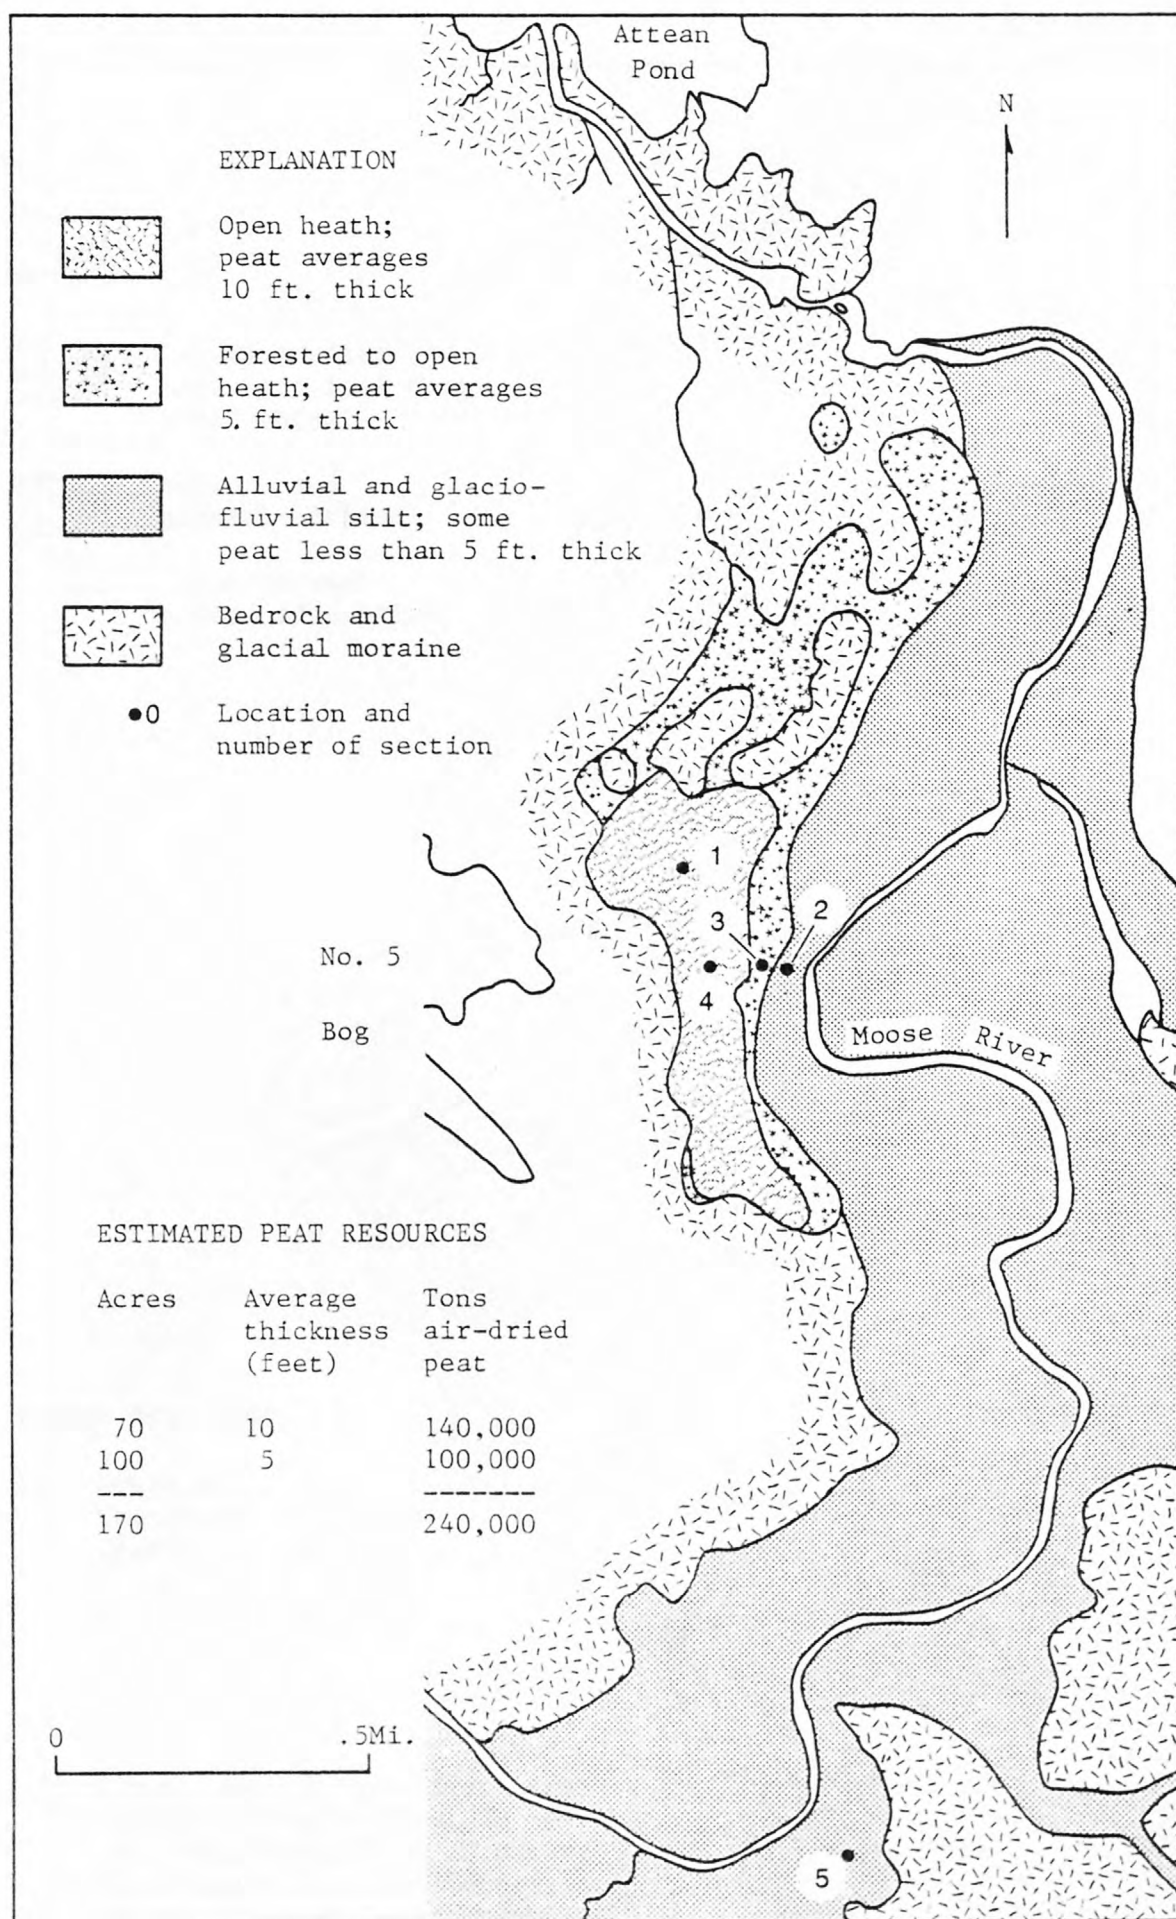 Attean
Pond
N
EXPLANATION
Open heath;
peat averages
10 ft. thick
Forested to open
heath; peat averages
5. ft. thick
Alluvial and glacio-
fluvial silt; some
peat less than 5 ft. thick
Bedrock and
glacial moraine
0 Location and
number of section
1
2
3
4
No. 5
Bog
Moose River
ESTIMATED PEAT RESOURCES
Acres Average Tons
thickness air-dried
(feet) peat
70 10 140,000
100 5 100,000
--- -------
170 240,000
0 .5Mi.
5